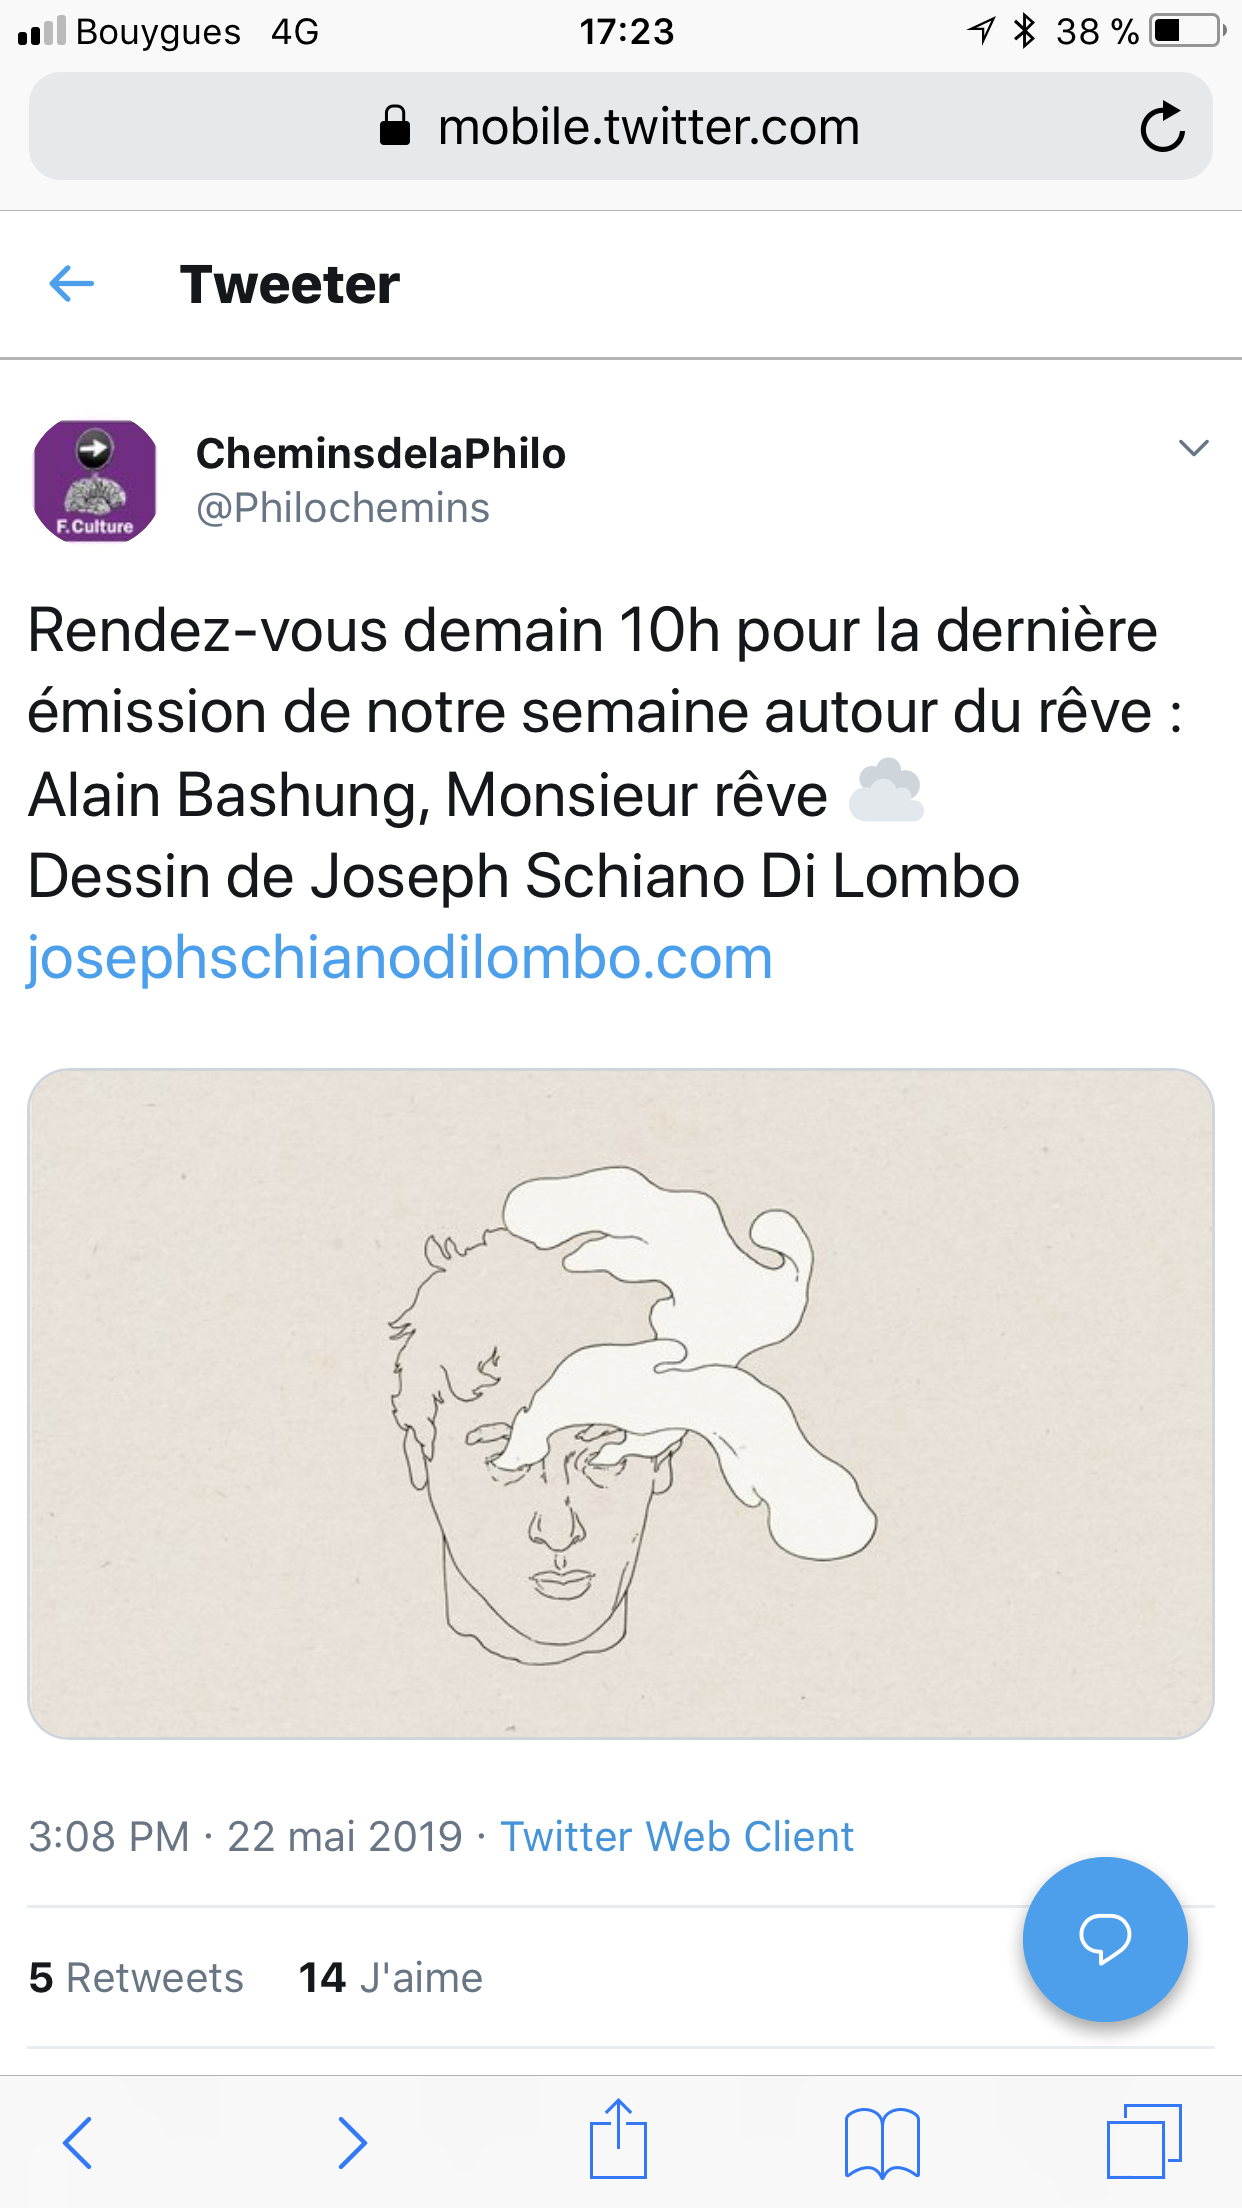 Bouygues 4G 17:23 38 %
mobile.twitter.com
Tweeter
CheminsdelaPhilo
@Philochemins
F.Culture
Rendez-vous demain 10h pour la dernière
émission de notre semaine autour du rêve :
Alain Bashung, Monsieur rêve ☁️
Dessin de Joseph Schiano Di Lombo
josephschianodilombo.com
3:08 PM · 22 mai 2019 · Twitter Web Client
5 Retweets 14 J'aime